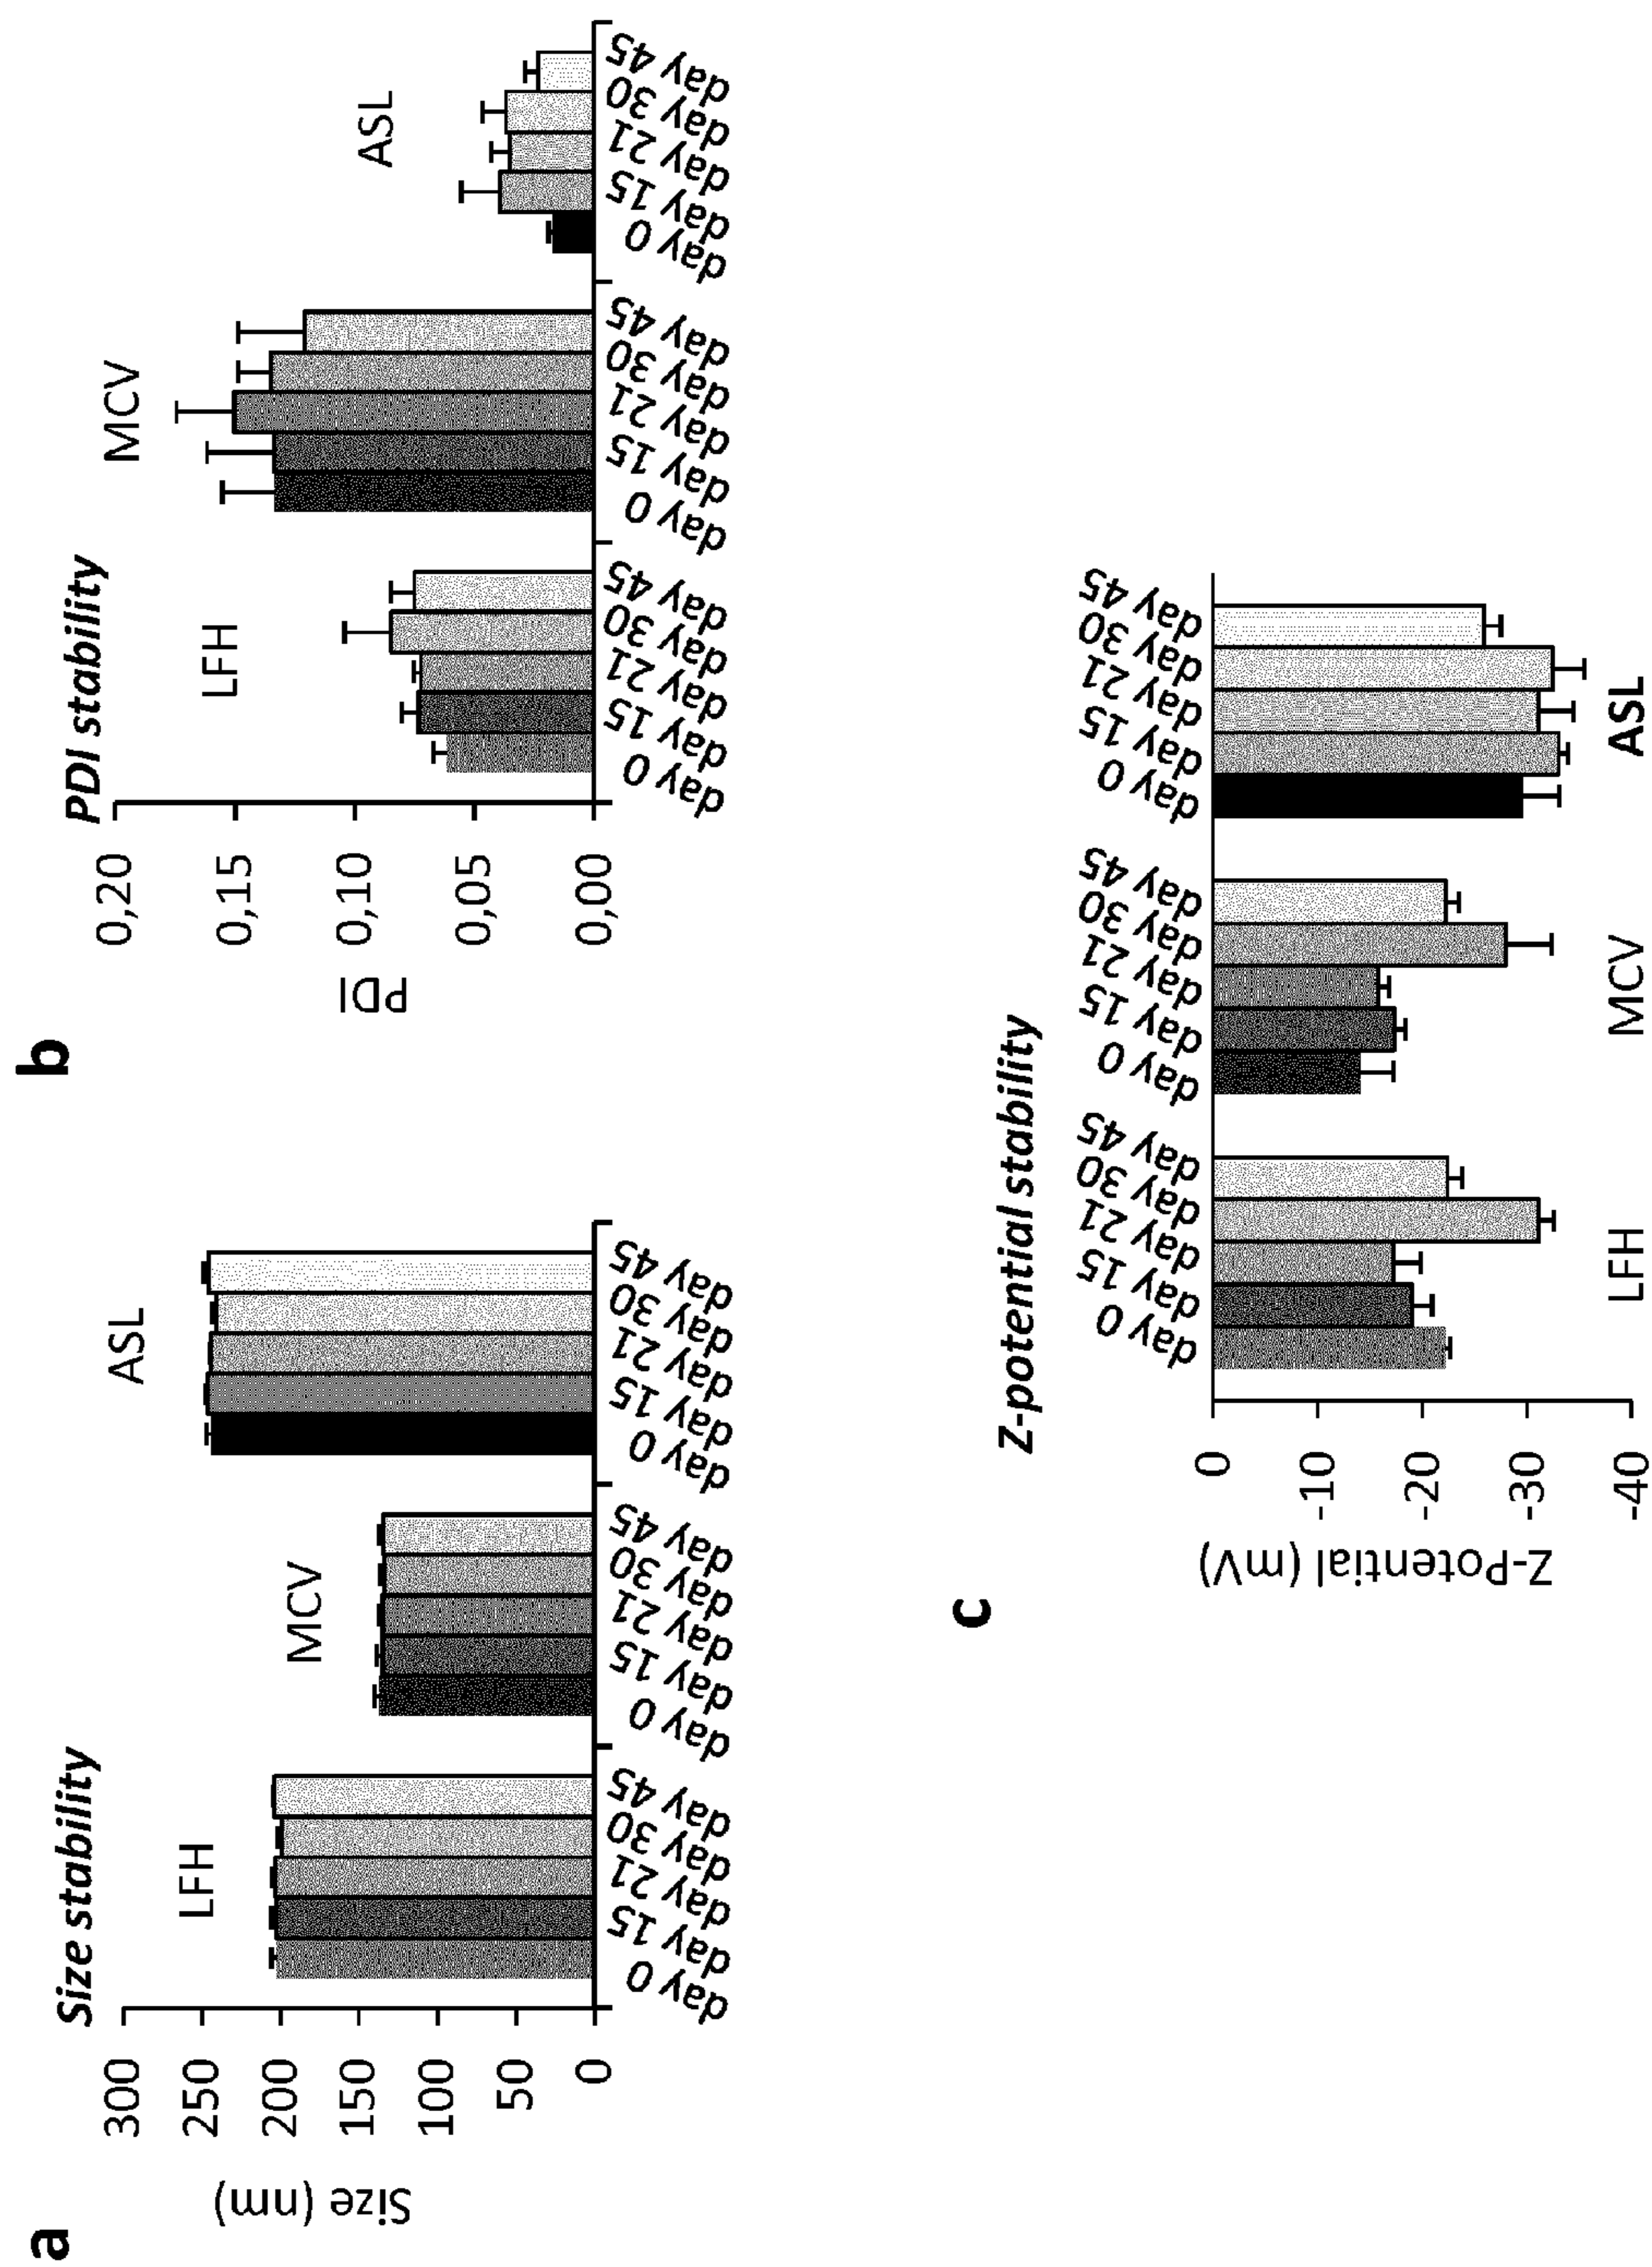 a
Size stability
Size (nm)
300
250
200
150
100
50
0
LFH
MCV
ASL
day 0
day 15
day 21
day 30
day 45
day 0
day 15
day 21
day 30
day 45
day 0
day 15
day 21
day 30
day 45
b
PDI stability
PDI
0,20
0,15
0,10
0,05
0,00
LFH
MCV
ASL
day 0
day 15
day 21
day 30
day 45
day 0
day 15
day 21
day 30
day 45
day 0
day 15
day 21
day 30
day 45
c
Z-potential stability
Z-Potential (mV)
day 0
day 15
day 21
day 30
day 45
day 0
day 15
day 21
day 30
day 45
day 0
day 15
day 21
day 30
day 45
0
-10
-20
-30
-40
LFH
MCV
ASL